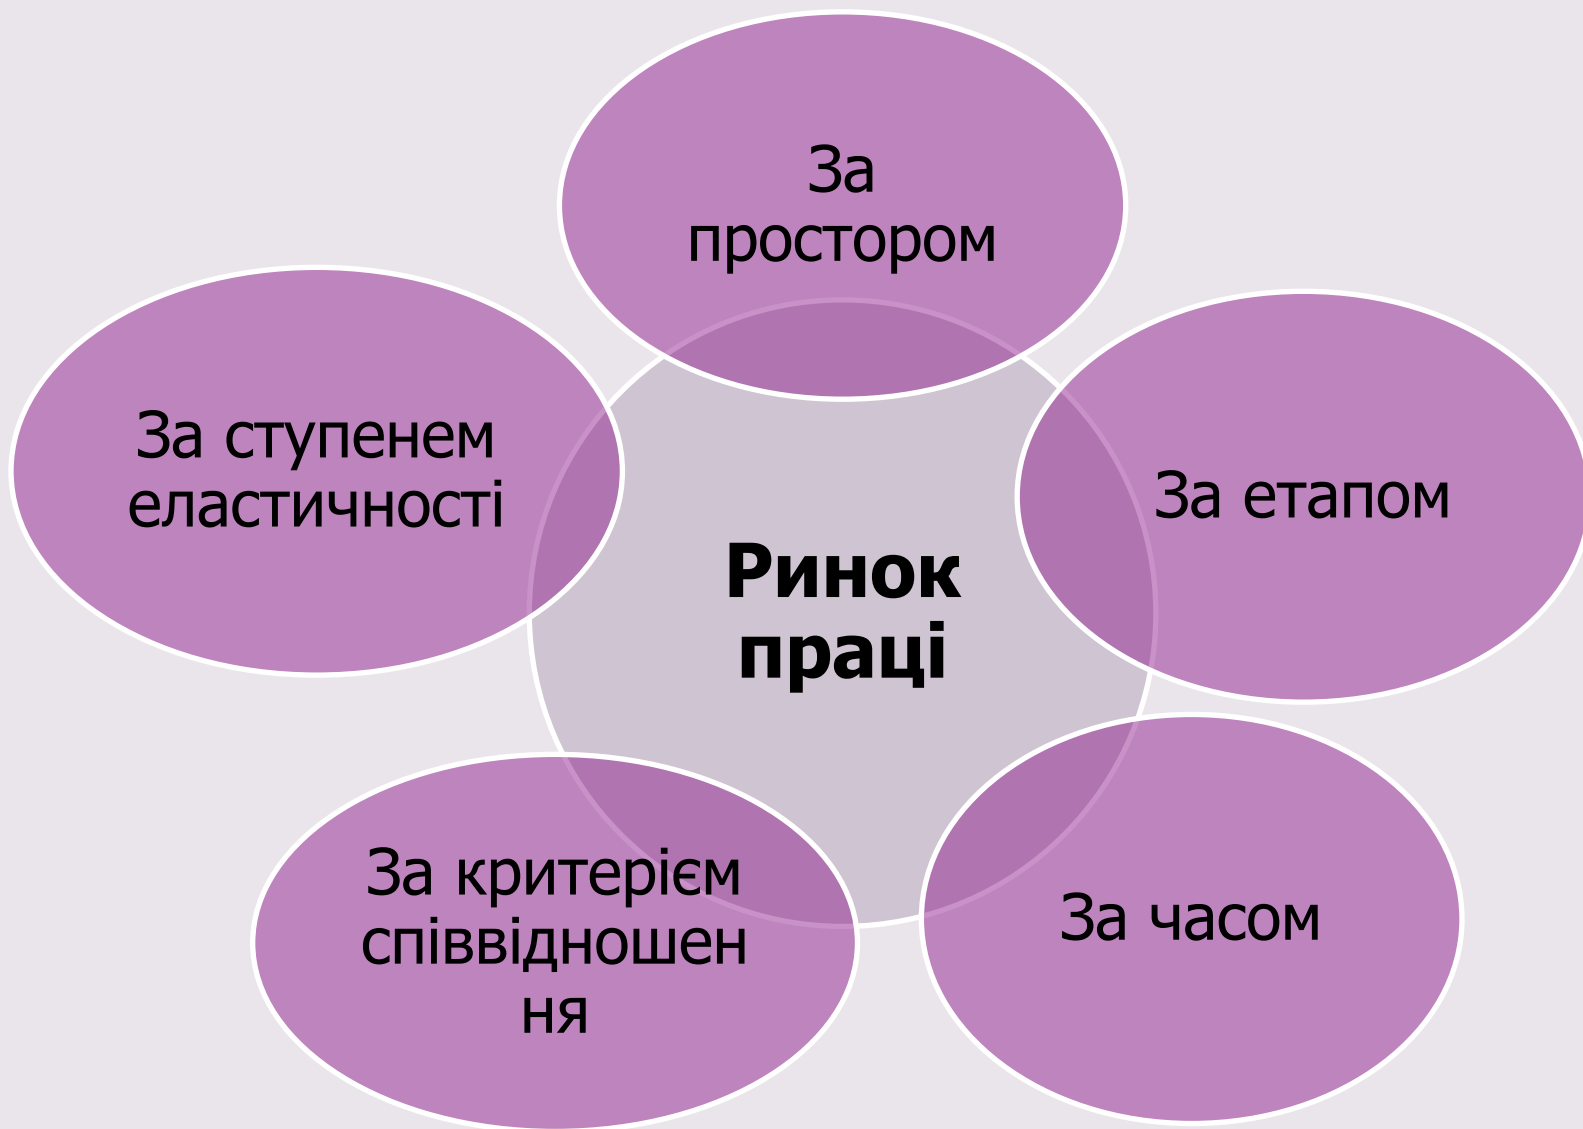 За
простором
За ступенем
еластичності
За етапом
Ринок
праці
За критерієм
співвідношен
ня
За часом